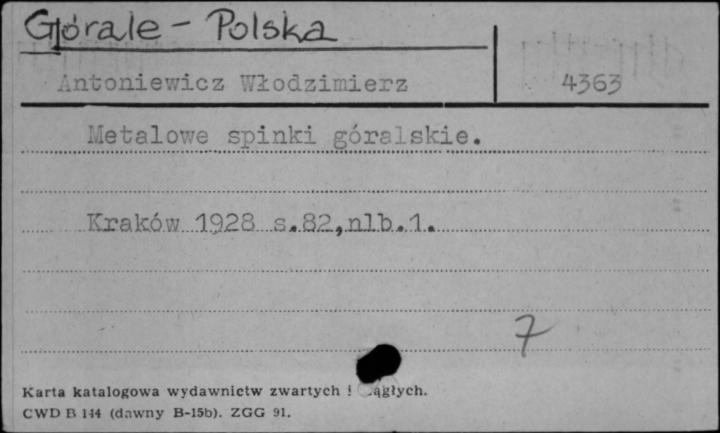 Górale - Polska
Antoniewicz Włodzimierz 4363
Metalowe spinki góralskie.
Kraków 1928 s.82,nlb.1.
7
Karta katalogowa wydawnictw zwartych i
CWD B 144 (dawny B-15b). ZGG 91.